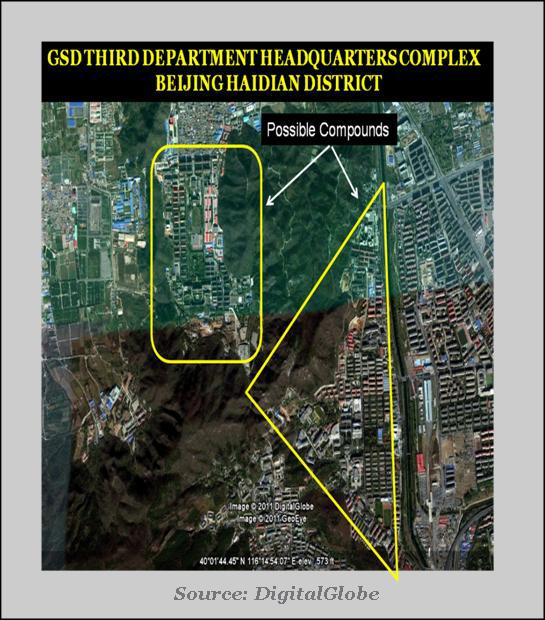 GSD THIRD DEPARTMENT HEADQUARTERS COMPLEX
BEIJING HAIDIAN DISTRICT
Possible Compounds
Image © 2011 DigitalGlobe
Image © 2011 GeoEye
40°01'44.45" N 116°14'54.07" E elev 573 ft
Source: DigitalGlobe